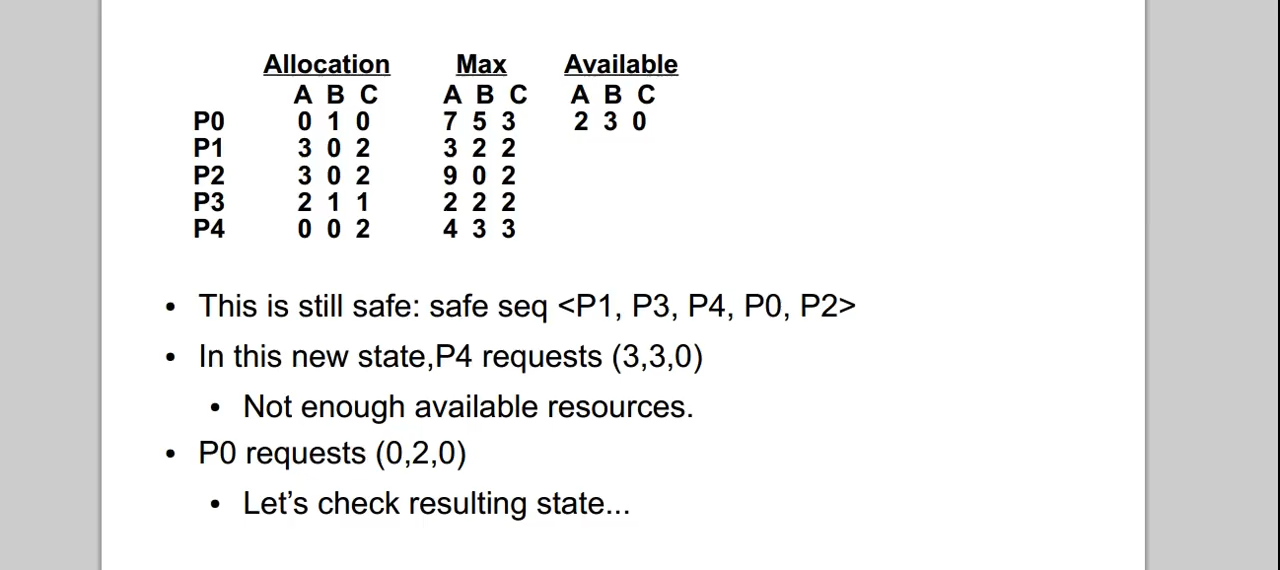 Allocation Max Available
A B C A B C A B C
P0 0 1 0 7 5 3 2 3 0
P1 3 0 2 3 2 2
P2 3 0 2 9 0 2
P3 2 1 1 2 2 2
P4 0 0 2 4 3 3
• This is still safe: safe seq <P1, P3, P4, P0, P2>
• In this new state,P4 requests (3,3,0)
• Not enough available resources.
• P0 requests (0,2,0)
• Let’s check resulting state...